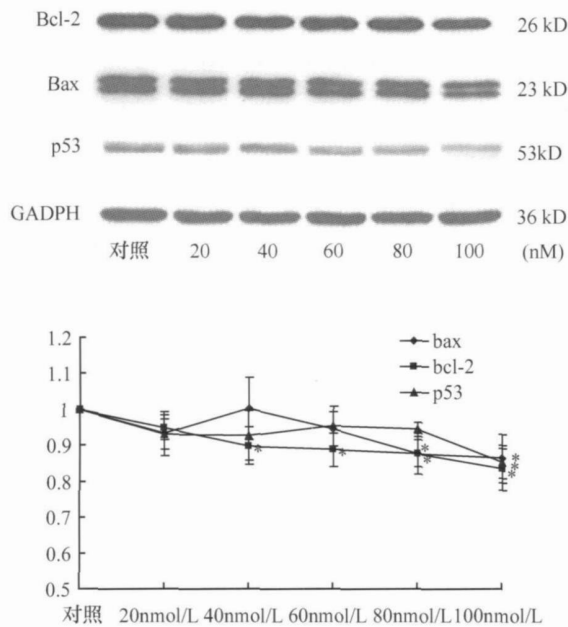 Bcl-2 26 kD
Bax 23 kD
p53 53kD
GADPH 36 kD
对照 20 40 60 80 100 (nM)
1.2
bax
1.1
bcl-2
p53
1
0.9
* * * * * * *
0.8
0.7
0.6
0.5
对照 20nmol/L 40nmol/L 60nmol/L 80nmol/L 100nmol/L